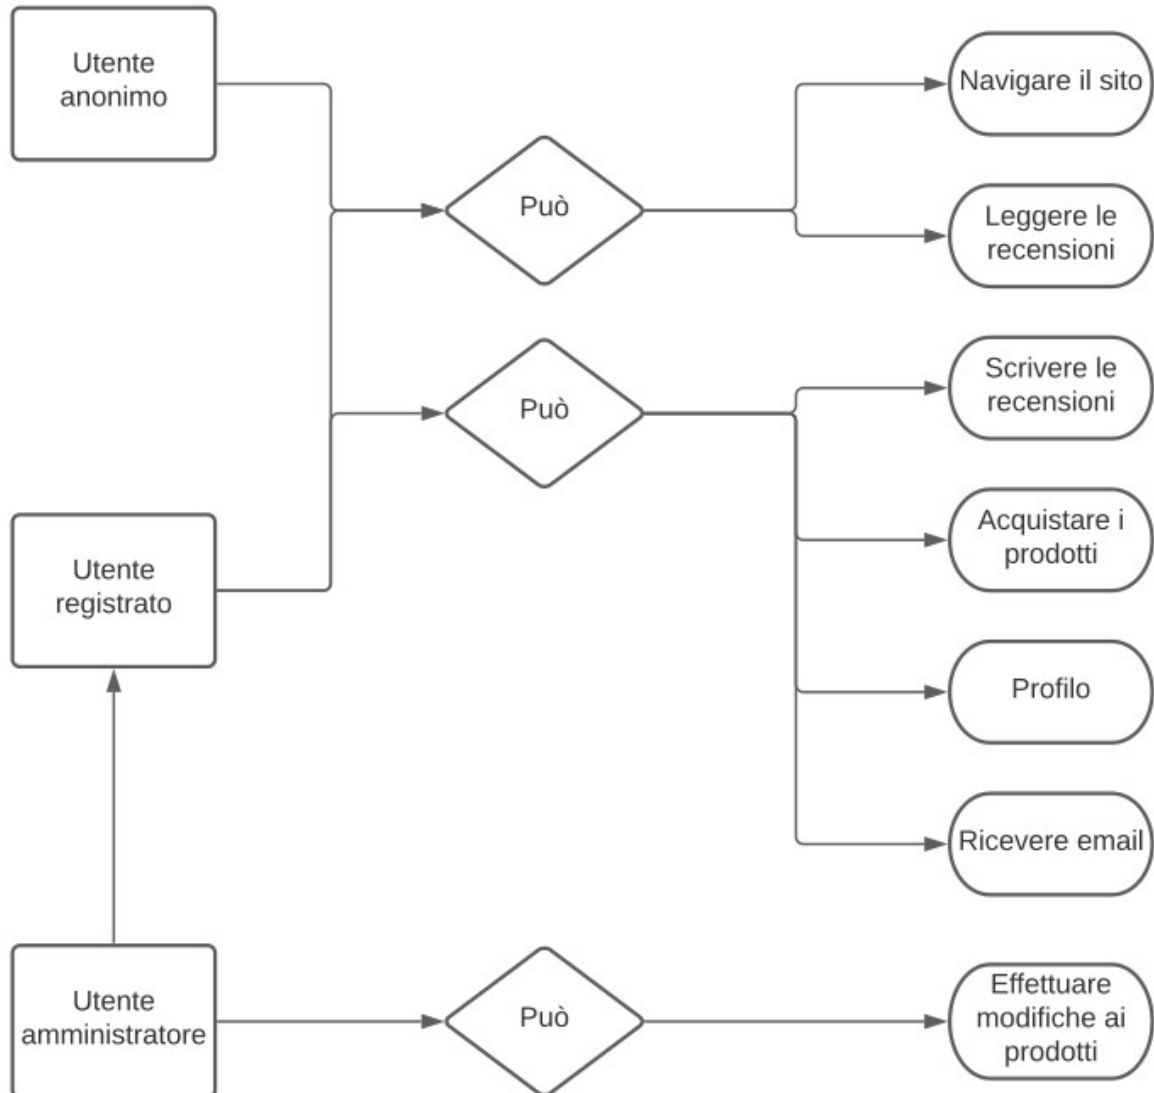 Utente
anonimo
Può
Navigare il sito
Leggere le
recensioni
Può
Scrivere le
recensioni
Acquistare i
prodotti
Utente
registrato
Profilo
Ricevere email
Utente
amministratore
Può
Effettuare
modifiche ai
prodotti